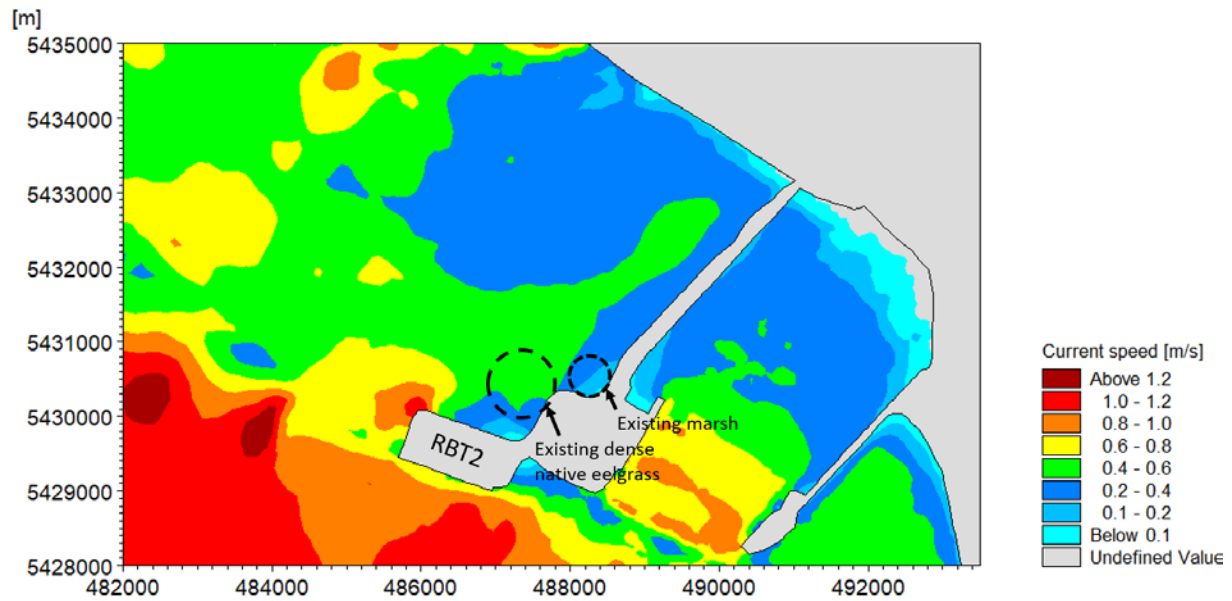 [m]
5435000
5434000
5433000
5432000
5431000
5430000
5429000
5428000
482000
484000
486000
488000
490000
492000
RBT2
Existing marsh
Existing dense
native eelgrass
Current speed [m/s]
Above 1.2
1.0 - 1.2
0.8 - 1.0
0.6 - 0.8
0.4 - 0.6
0.2 - 0.4
0.1 - 0.2
Below 0.1
Undefined Value